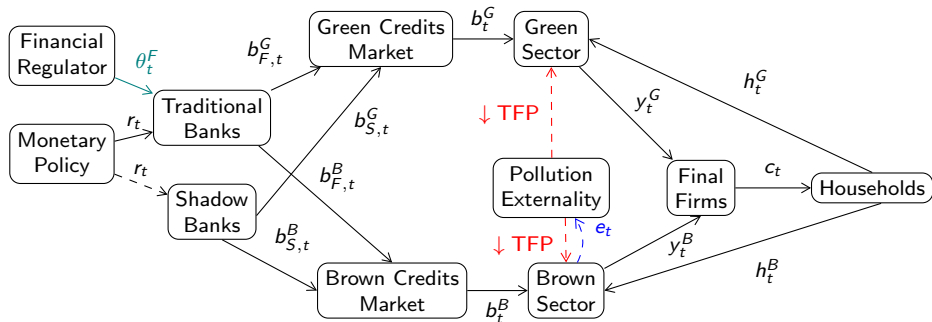 Financial
Regulator
θ_t^F
Monetary
Policy
r_t
r_t
Traditional
Banks
Shadow
Banks
b_{F,t}^G
b_{S,t}^G
b_{F,t}^B
b_{S,t}^B
Green Credits
Market
Brown Credits
Market
b_t^G
b_t^B
Green
Sector
↓ TFP
Pollution
Externality
↓ TFP
e_t
Brown
Sector
y_t^G
y_t^B
Final
Firms
c_t
Households
h_t^G
h_t^B